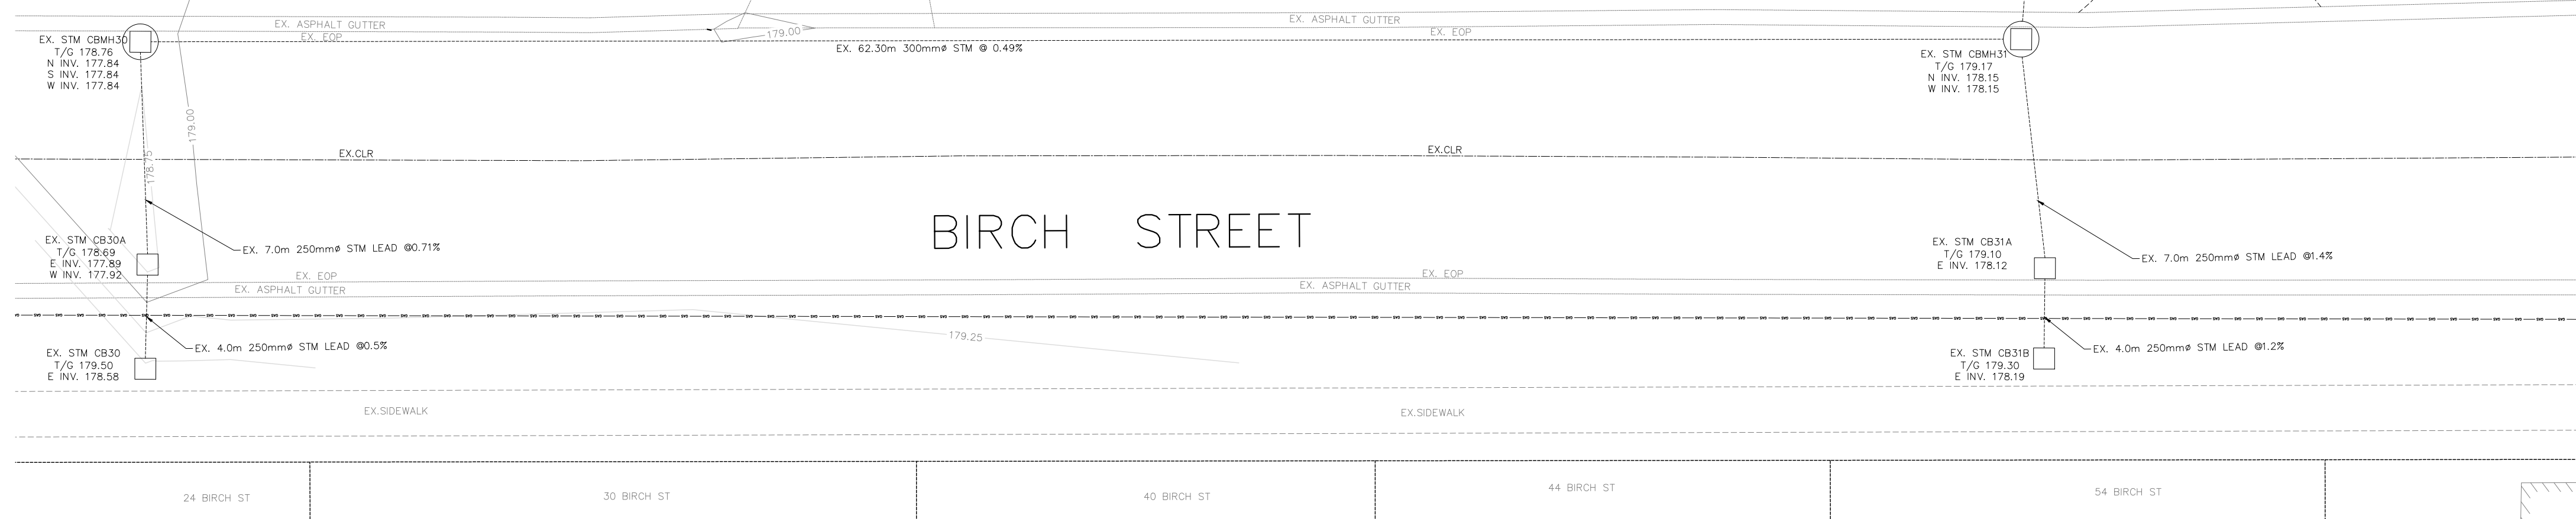 EX. ASPHALT GUTTER
EX. ASPHALT GUTTER
EX. STM CBMH30
T/G 178.76
N INV. 177.84
S INV. 177.84
W INV. 177.84
EX. EOP
179.00
EX. 62.30m 300mmø STM @ 0.49%
EX. EOP
EX. STM CBMH31
T/G 179.17
N INV. 178.15
W INV. 178.15
179.00
178.75
EX.CLR
EX.CLR
BIRCH STREET
EX. STM CB30A
T/G 178.69
E INV. 177.89
W INV. 177.92
EX. 7.0m 250mmø STM LEAD @0.71%
EX. STM CB31A
T/G 179.10
E INV. 178.12
EX. 7.0m 250mmø STM LEAD @1.4%
EX. EOP
EX. EOP
EX. ASPHALT GUTTER
EX. ASPHALT GUTTER
179.25
EX. STM CB30
T/G 179.50
E INV. 178.58
EX. 4.0m 250mmø STM LEAD @0.5%
EX. STM CB31B
T/G 179.30
E INV. 178.19
EX. 4.0m 250mmø STM LEAD @1.2%
EX.SIDEWALK
EX.SIDEWALK
24 BIRCH ST
30 BIRCH ST
40 BIRCH ST
44 BIRCH ST
54 BIRCH ST